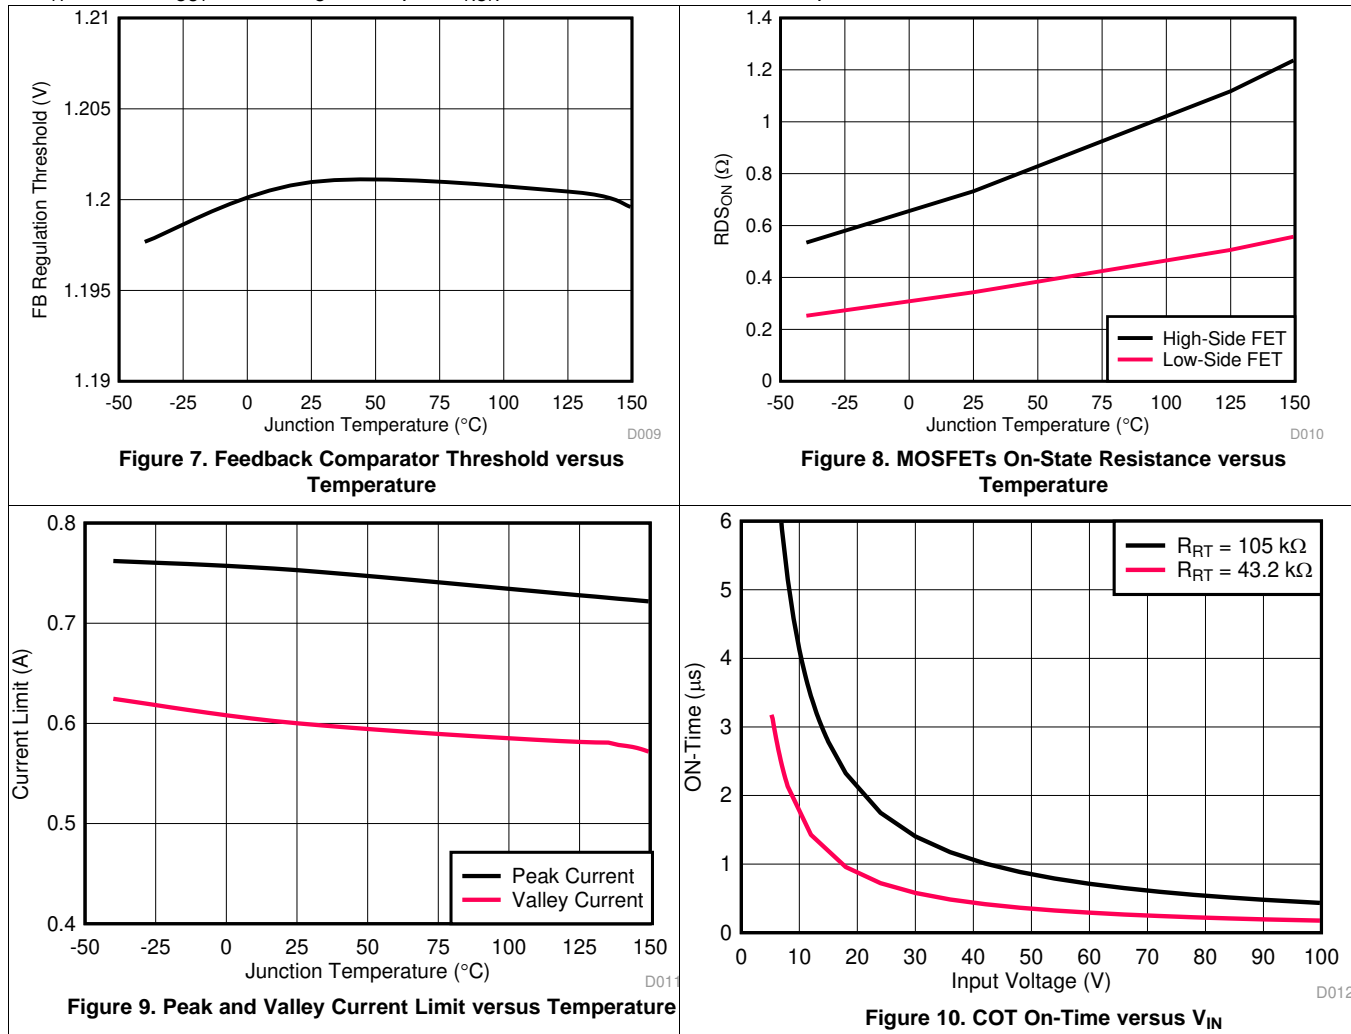 1.21
1.205
1.2
1.195
1.19
FB Regulation Threshold (V)
-50 -25 0 25 50 75 100 125 150
Junction Temperature (°C)
D009
Figure 7. Feedback Comparator Threshold versus
Temperature
1.4
1.2
1
0.8
0.6
0.4
0.2
0
RDSON (Ω)
High-Side FET
Low-Side FET
-50 -25 0 25 50 75 100 125 150
Junction Temperature (°C)
D010
Figure 8. MOSFETs On-State Resistance versus
Temperature
0.8
0.7
0.6
0.5
0.4
Current Limit (A)
Peak Current
Valley Current
-50 -25 0 25 50 75 100 125 150
Junction Temperature (°C)
D011
Figure 9. Peak and Valley Current Limit versus Temperature
6
5
4
3
2
1
0
ON-Time (μs)
RRT = 105 kΩ
RRT = 43.2 kΩ
0 10 20 30 40 50 60 70 80 90 100
Input Voltage (V)
D012
Figure 10. COT On-Time versus VIN